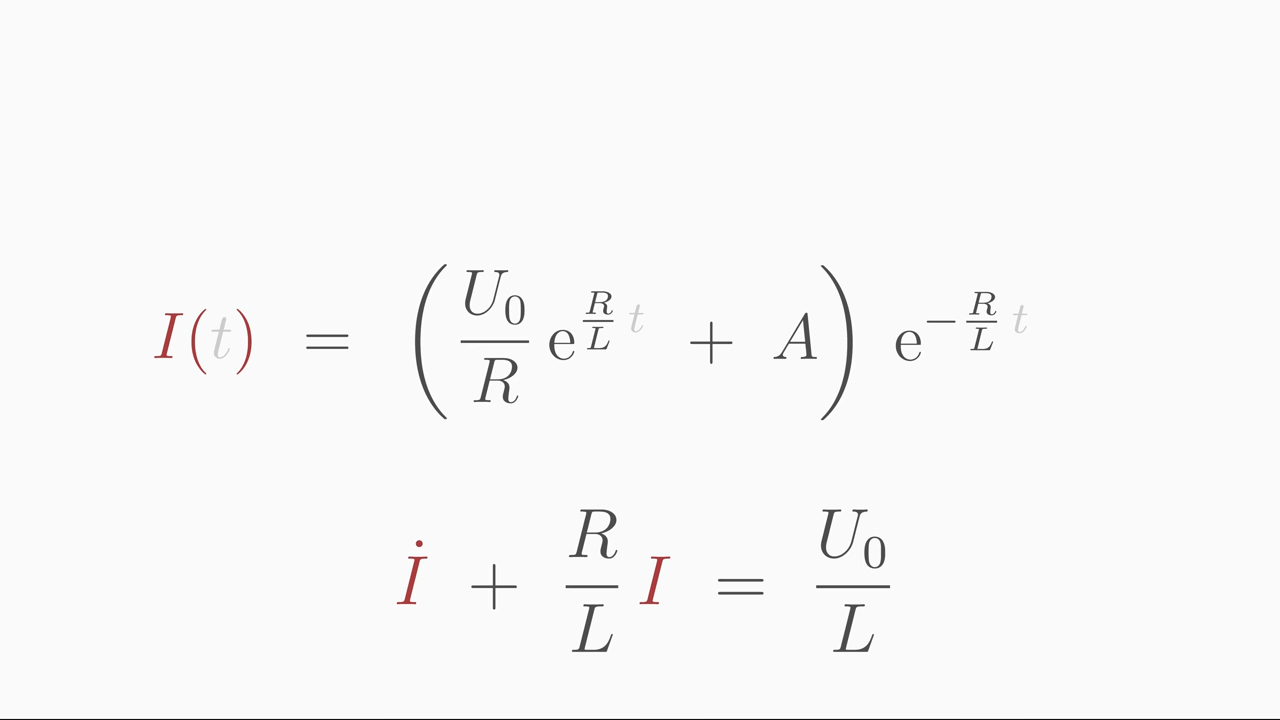 I(t) = ( U₀/R e^{R/L t} + A ) e^{−R/L t}
İ + R/L I = U₀/L